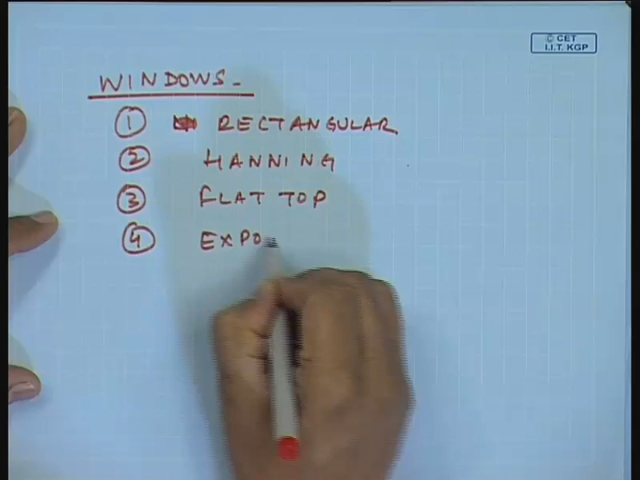 © CET
I.I.T. KGP
WINDOWS -
① RECTANGULAR
② HANNING
③ FLAT TOP
④ EXPO